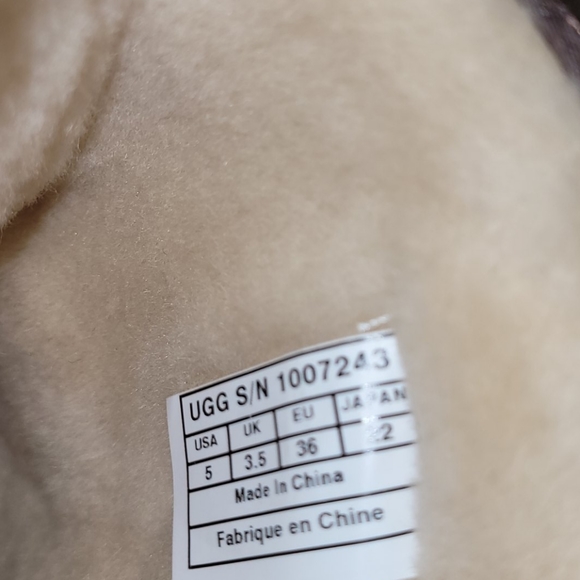 UGG S/N 1007243
USA UK EU JAPAN
5 3.5 36 22
Made In China
Fabrique en Chine